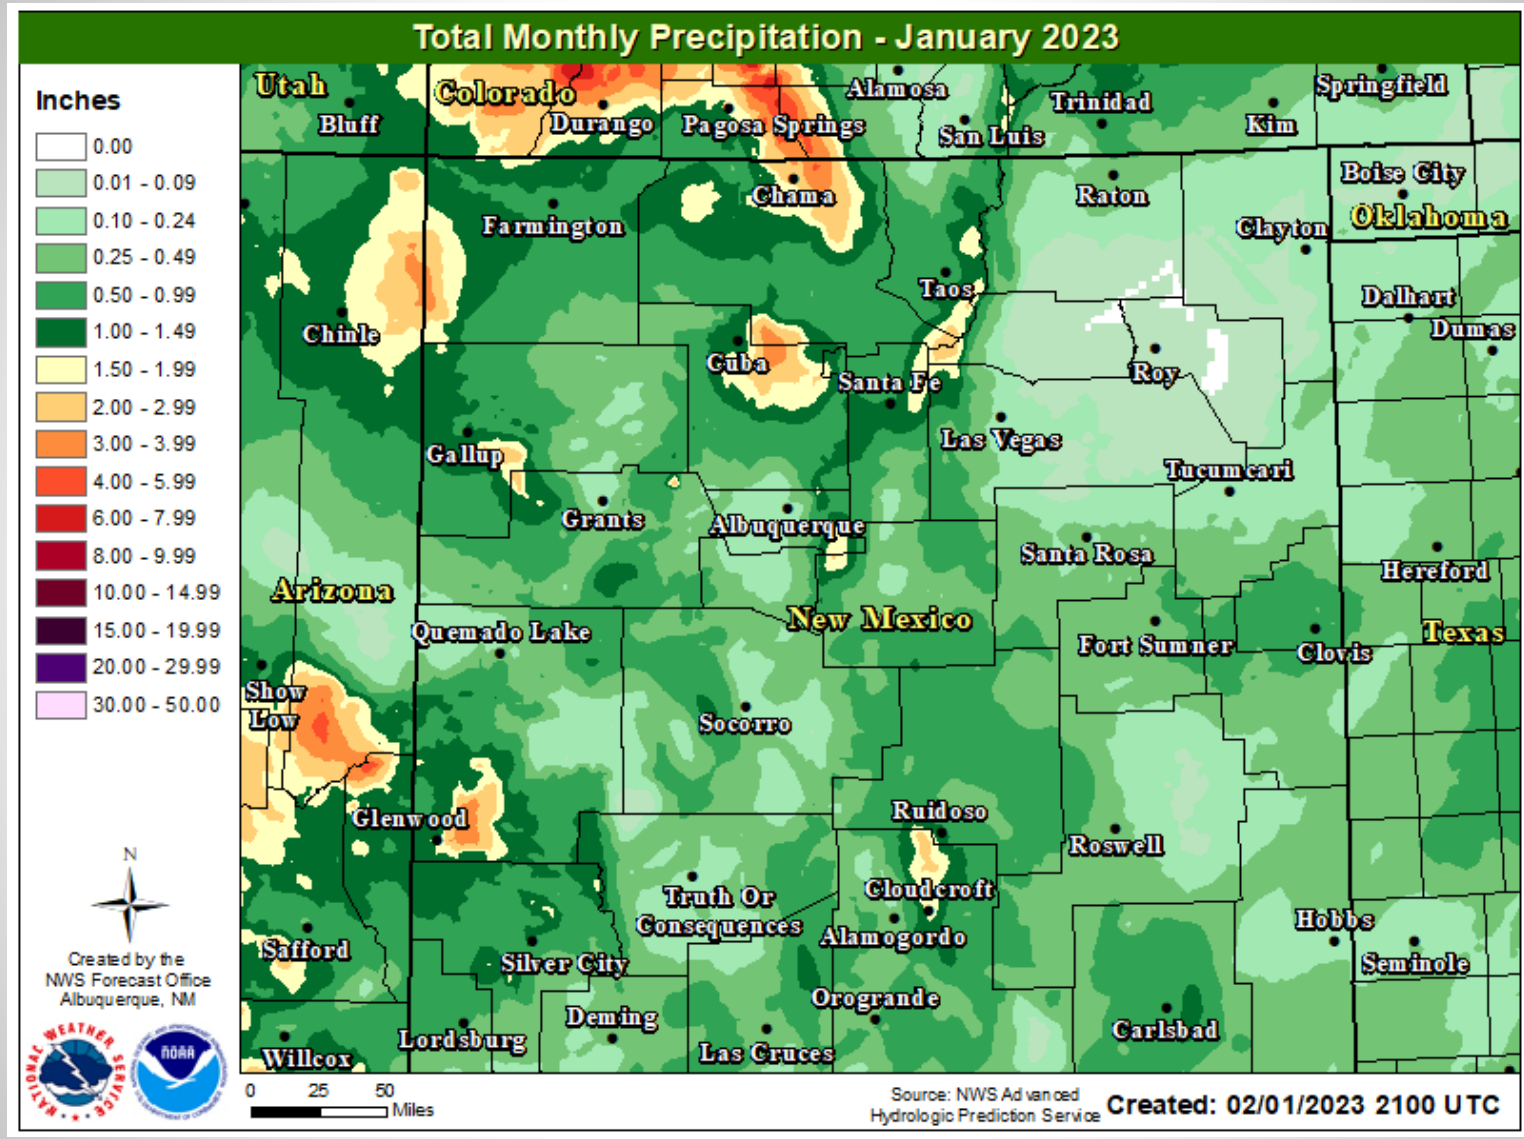 Total Monthly Precipitation - January 2023
Inches
0.00
0.01 - 0.09
0.10 - 0.24
0.25 - 0.49
0.50 - 0.99
1.00 - 1.49
1.50 - 1.99
2.00 - 2.99
3.00 - 3.99
4.00 - 5.99
6.00 - 7.99
8.00 - 9.99
10.00 - 14.99
15.00 - 19.99
20.00 - 29.99
30.00 - 50.00
N
Created by the
NWS Forecast Office
Albuquerque, NM
NATIONAL WEATHER SERVICE
NOAA
Utah
Colorado
Alamosa
Springfield
Bluff
Durango
Pagosa Springs
San Luis
Trinidad
Kim
Boise City
Oklahoma
Chama
Raton
Farmington
Clayton
Taos
Dalhart
Chinle
Dumas
Cuba
Santa Fe
Roy
Gallup
Las Vegas
Tucumcari
Grants
Albuquerque
Santa Rosa
Hereford
Arizona
New Mexico
Quemado Lake
Fort Sumner
Clovis
Texas
Show
Low
Socorro
Glenwood
Ruidoso
Roswell
Truth Or
Consequences
Cloudcroft
Alamogordo
Hobbs
Safford
Silver City
Seminole
Orogrande
Lordsburg
Deming
Las Cruces
Carlsbad
Willcox
0 25 50
Miles
Source: NWS Advanced
Hydrologic Prediction Service
Created: 02/01/2023 2100 UTC